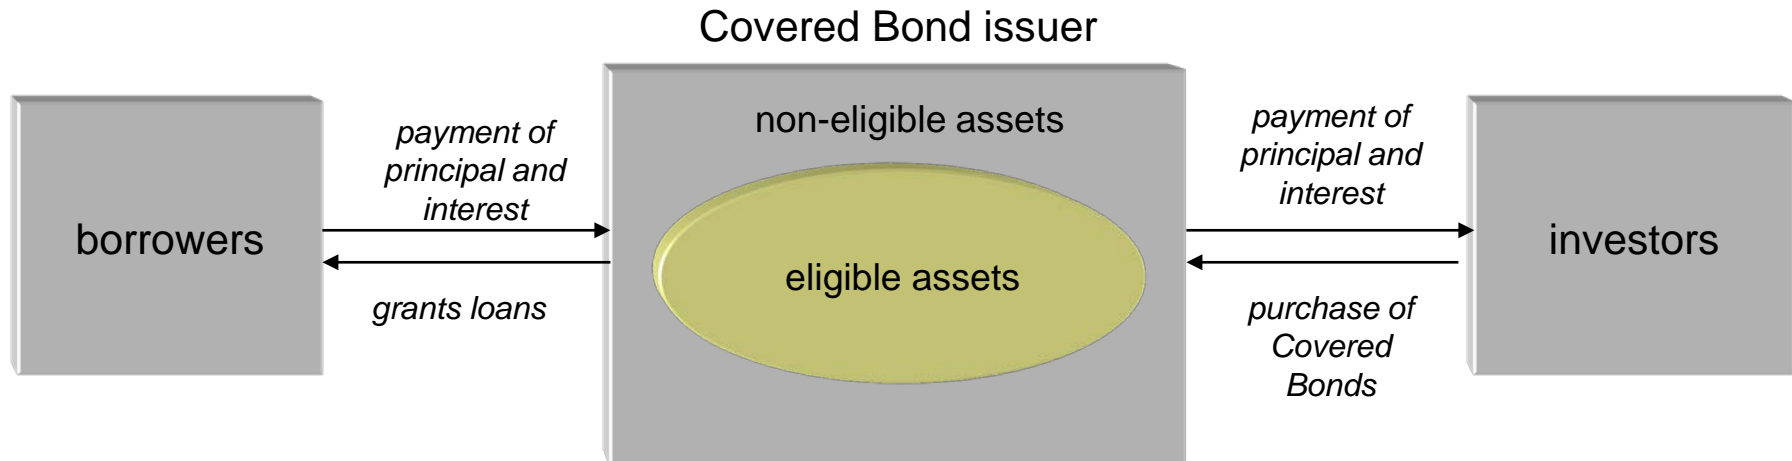 Covered Bond issuer
borrowers
payment of
principal and
interest
grants loans
non-eligible assets
eligible assets
payment of
principal and
interest
purchase of
Covered
Bonds
investors